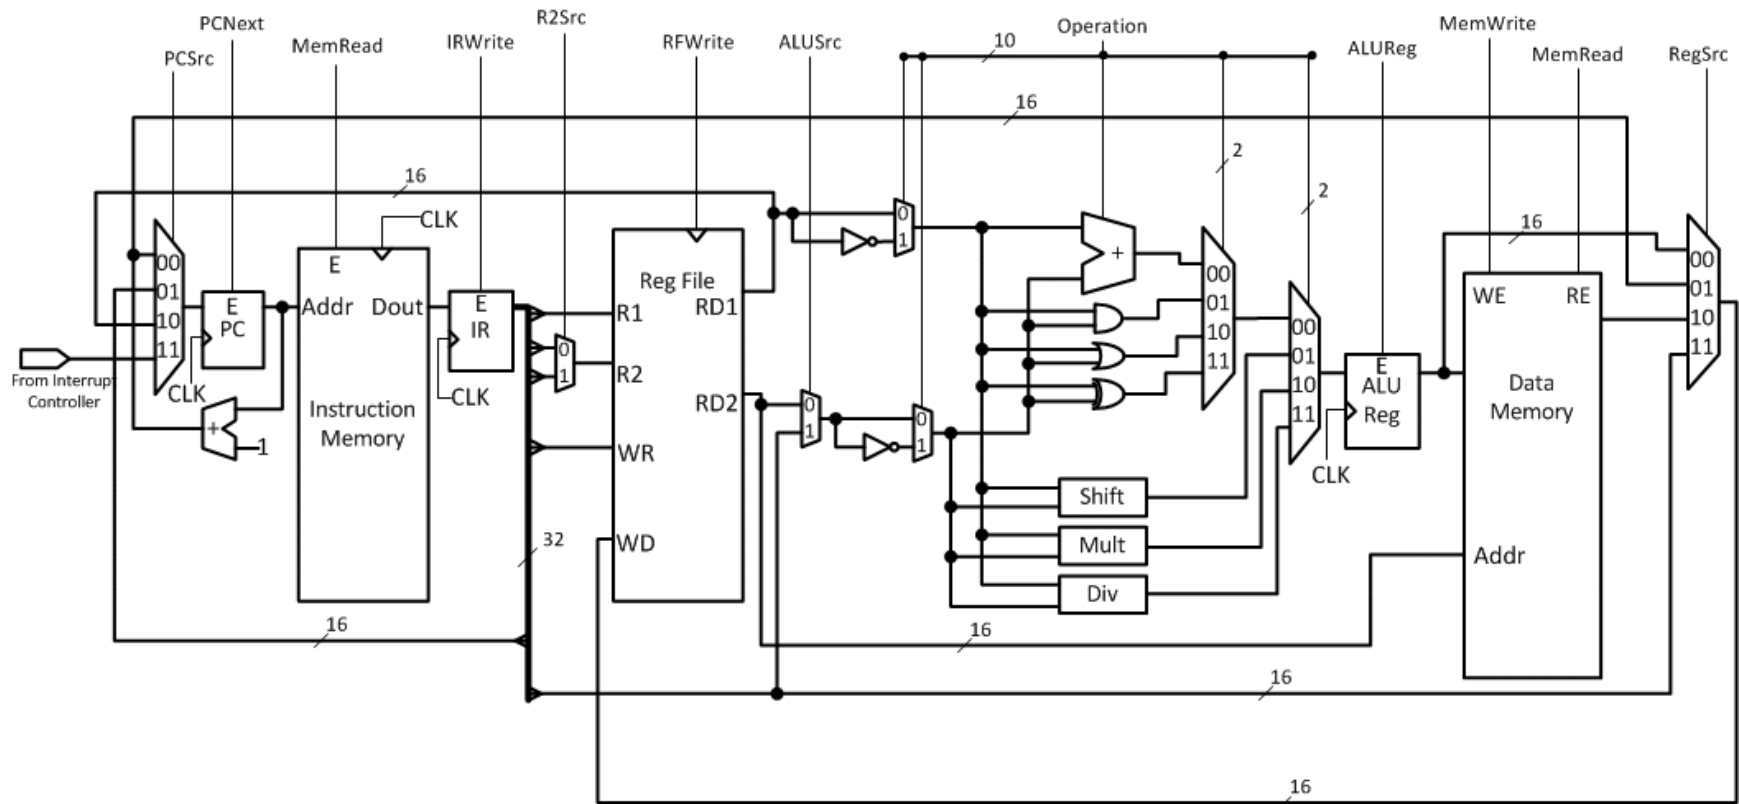 PCSrc
PCNext
MemRead
IRWrite
R2Src
RFWrite
ALUSrc
10
Operation
ALUReg
MemWrite
MemRead
RegSrc
16
2
2
16
CLK
16
00
01
10
11
E
PC
CLK
From Interrupt
Controller
+
1
E
Addr
Dout
Instruction
Memory
E
IR
CLK
0
1
Reg File
R1
RD1
R2
RD2
WR
WD
32
0
1
0
1
0
1
+
00
01
10
11
00
01
10
11
Shift
Mult
Div
E
ALU
Reg
CLK
WE
RE
Data
Memory
Addr
00
01
10
11
16
16
16
16